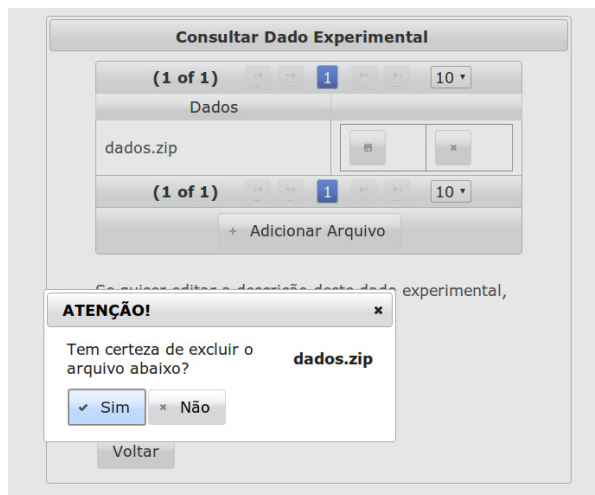 Consultar Dado Experimental
(1 of 1) 1 10
Dados
dados.zip
(1 of 1) 1 10
+ Adicionar Arquivo
experimental,
ATENÇÃO!
Tem certeza de excluir o
arquivo abaixo?
dados.zip
Sim Não
Voltar